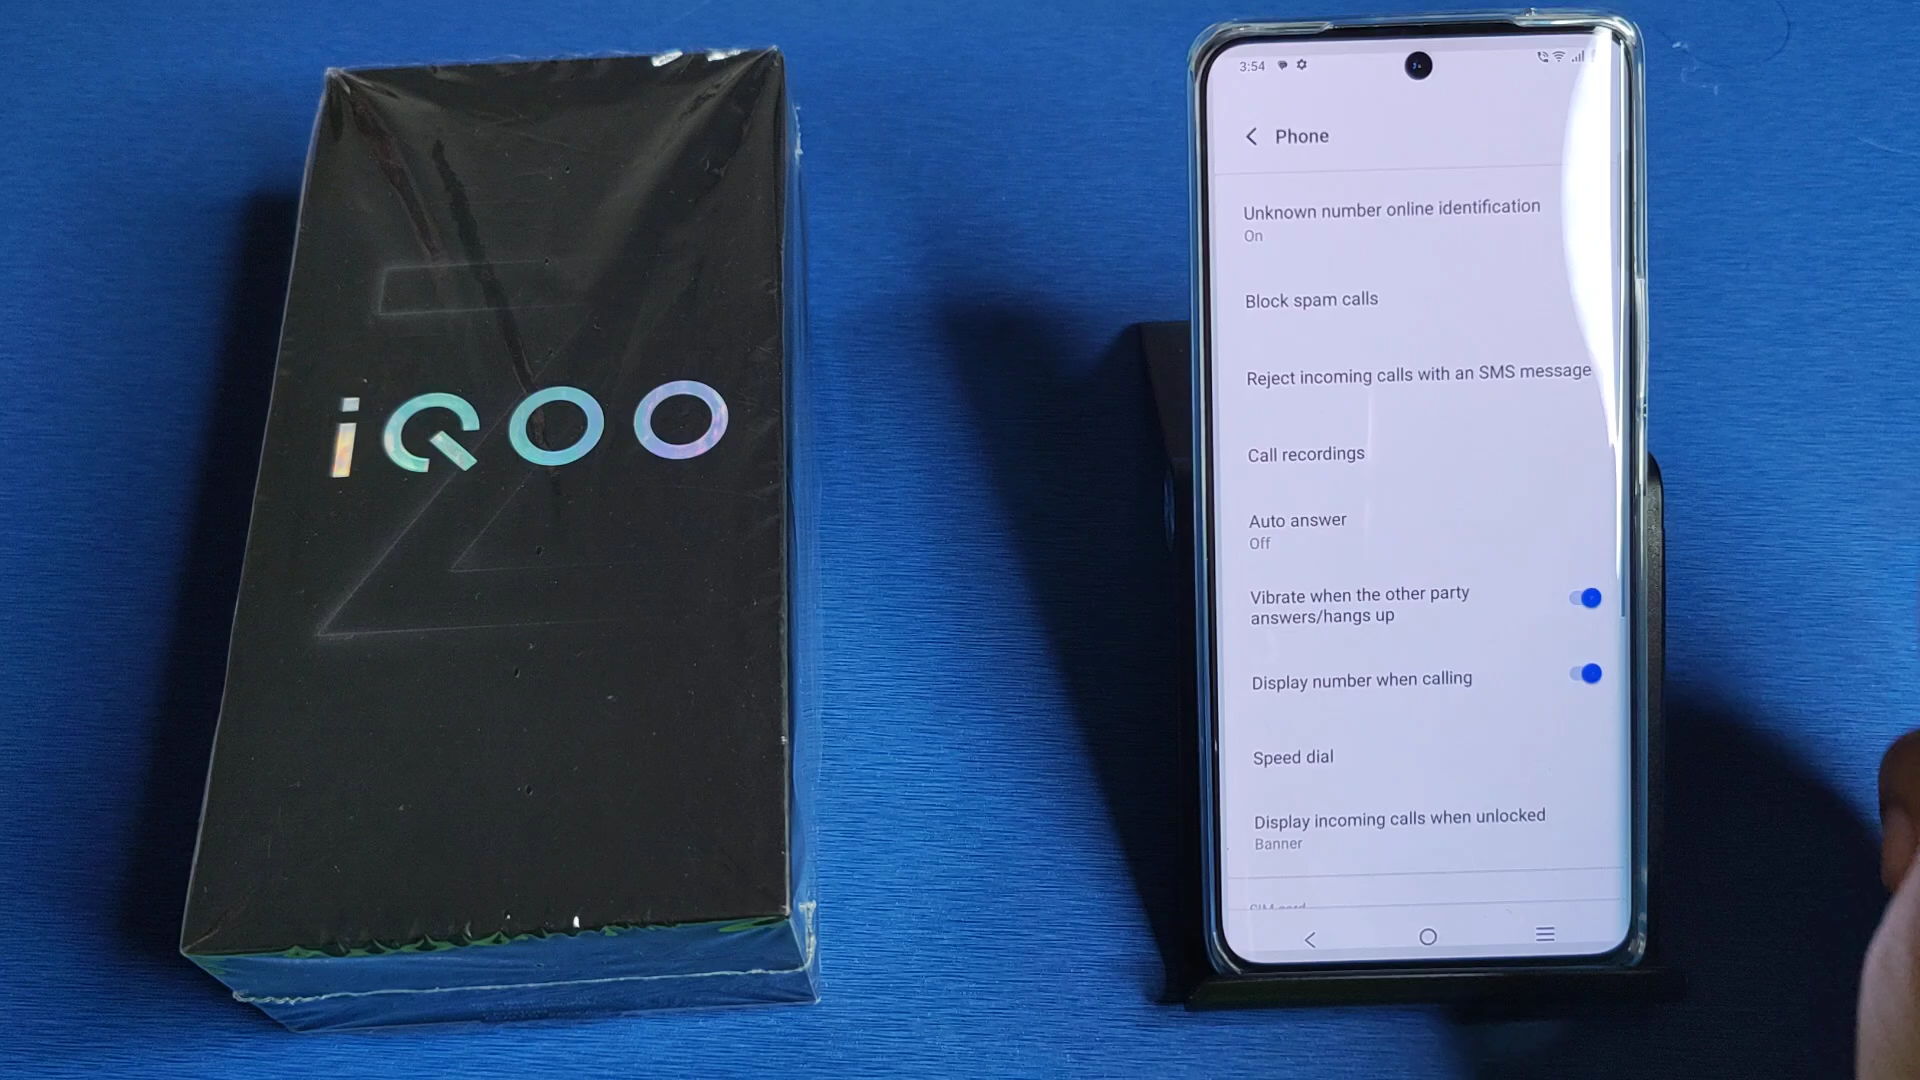 iQOO
3:54
Phone
Unknown number online identification
On
Block spam calls
Reject incoming calls with an SMS message
Call recordings
Auto answer
Off
Vibrate when the other party
answers/hangs up
Display number when calling
Speed dial
Display incoming calls when unlocked
Banner
SIM card